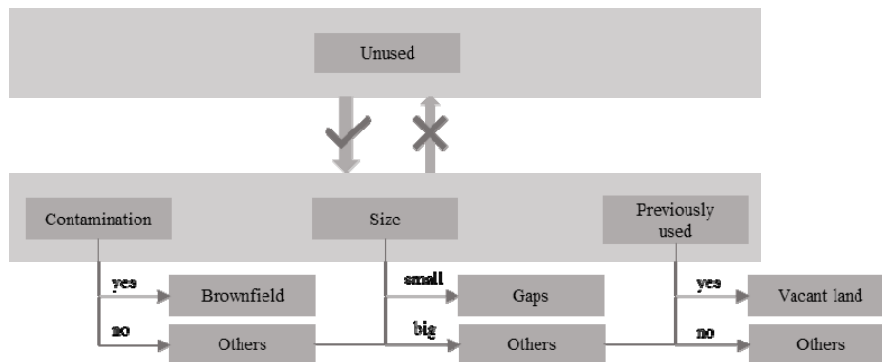 Unused
Contamination
Size
Previously
used
yes
Brownfield
small
Gaps
yes
Vacant land
no
Others
big
Others
no
Others